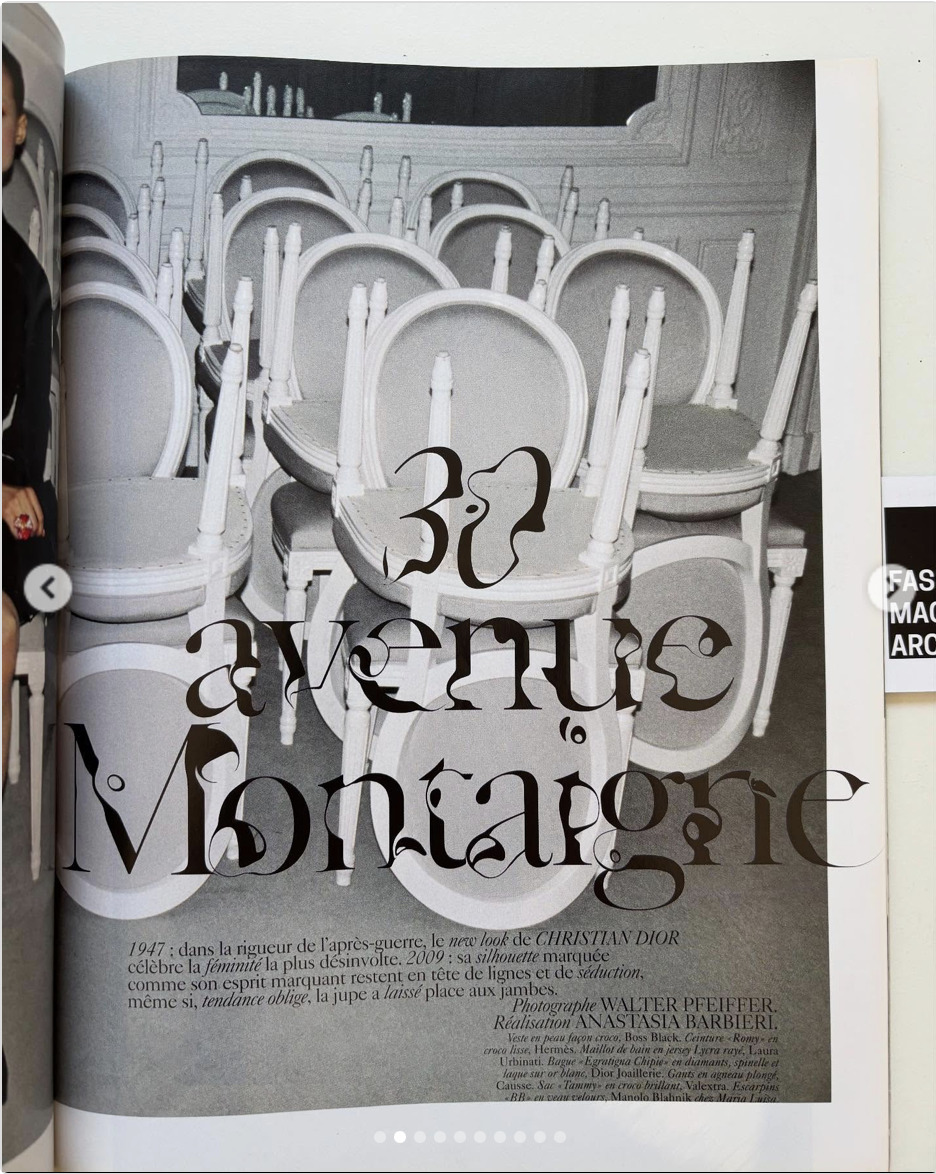 30
avenue
Montaigne
1947 : dans la rigueur de l'après-guerre, le new look de CHRISTIAN DIOR
célèbre la féminité la plus désinvolte. 2009 : sa silhouette marquée
comme son esprit marquant restent en tête de lignes et de séduction,
même si, tendance oblige, la jupe a laissé place aux jambes.
Photographe WALTER PFEIFFER.
Réalisation ANASTASIA BARBIERI.
Veste en peau façon croco, Boss Black. Ceinture «Romy» en
croco lisse, Hermès. Maillot de bain en jersey Lycra rayé, Laura
Urbinati. Bague «Egratigna Chipie» en diamants, spinelle et
laque sur or blanc, Dior Joaillerie. Gants en agneau plongé,
Causse. Sac «Tammy» en croco brillant, Valextra. Escarpins
«BB» en veau velours, Manolo Blahnik chez Maria Luisa.
FAS
MAG
ARC